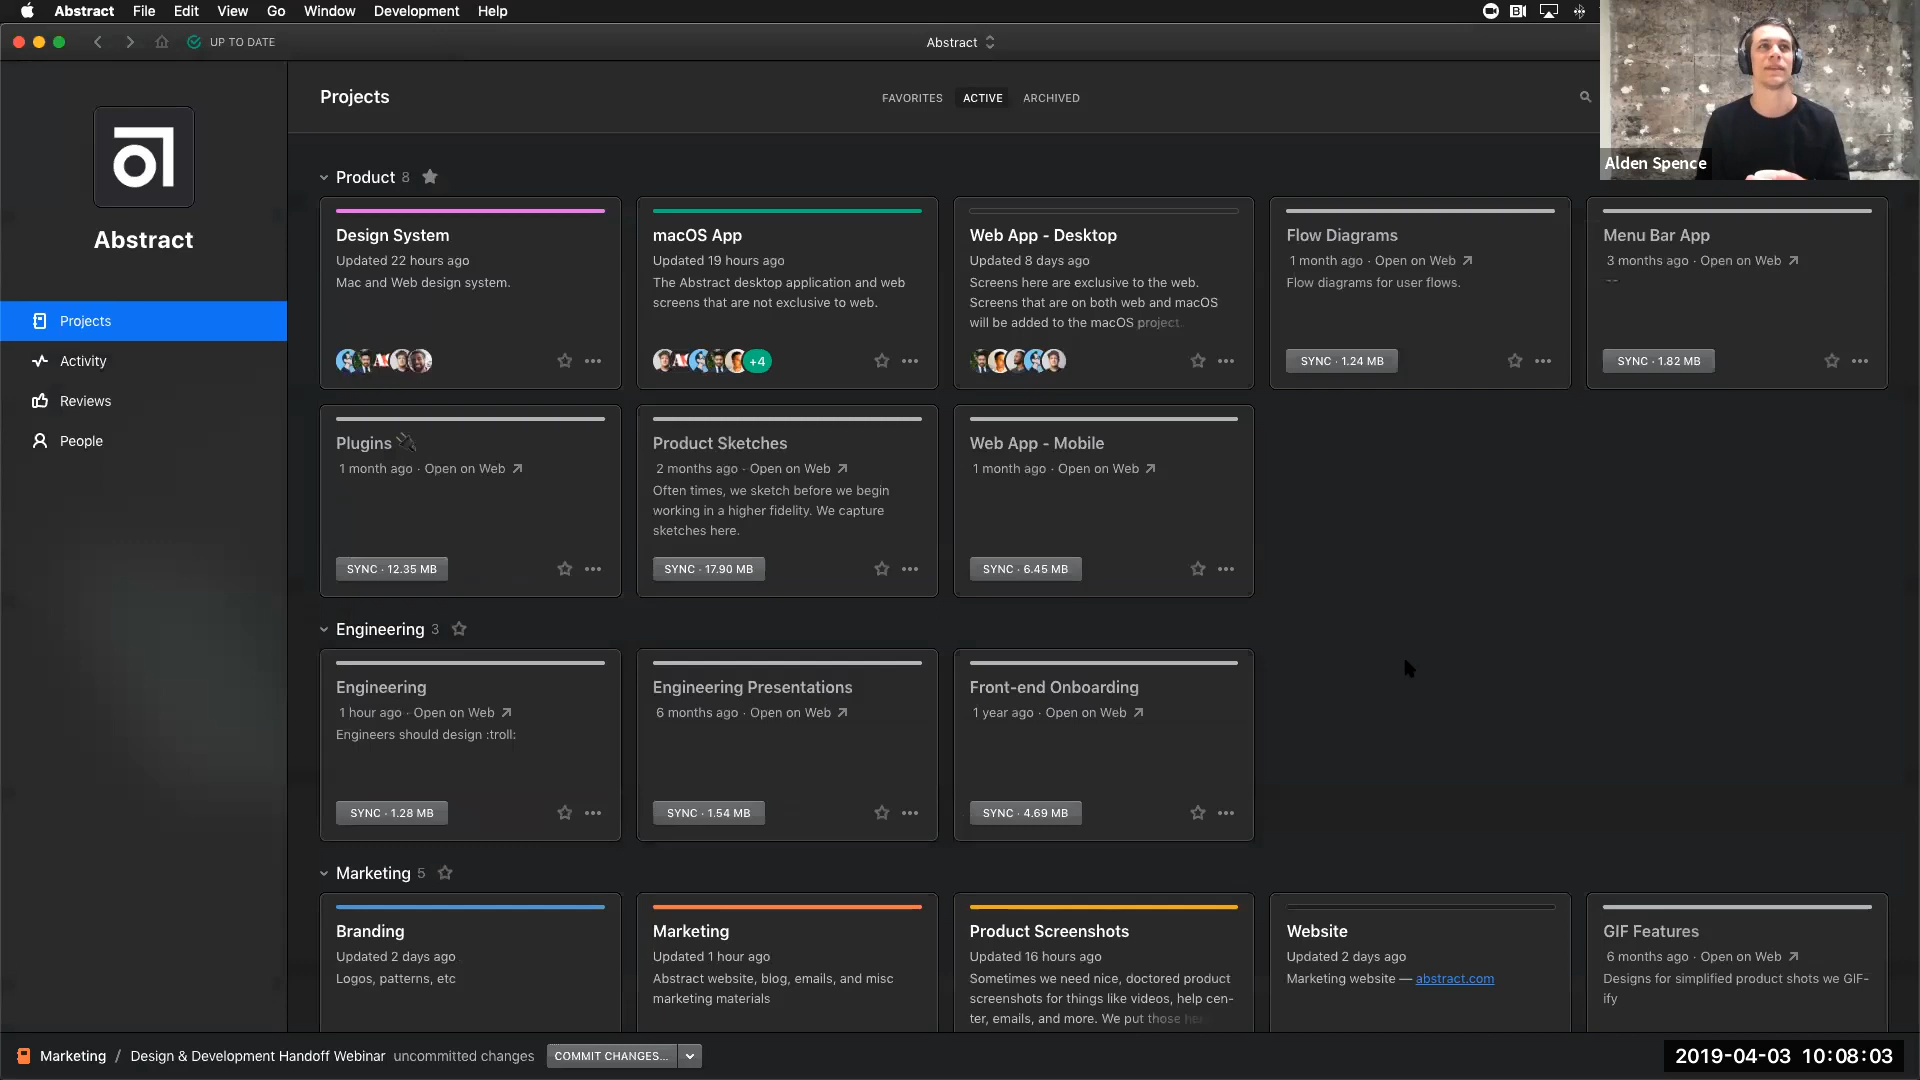 Abstract File Edit View Go Window Development Help
UP TO DATE
Abstract
Alden Spence
Abstract
Projects
Activity
Reviews
People
Projects
FAVORITES ACTIVE ARCHIVED
Product 8
Design System
Updated 22 hours ago
Mac and Web design system.
macOS App
Updated 19 hours ago
The Abstract desktop application and web
screens that are not exclusive to web.
+4
Web App - Desktop
Updated 8 days ago
Screens here are exclusive to the web.
Screens that are on both web and macOS
will be added to the macOS project.
Flow Diagrams
1 month ago · Open on Web
Flow diagrams for user flows.
SYNC · 1.24 MB
Menu Bar App
3 months ago · Open on Web
--
SYNC · 1.82 MB
Plugins
1 month ago · Open on Web
SYNC · 12.35 MB
Product Sketches
2 months ago · Open on Web
Often times, we sketch before we begin
working in a higher fidelity. We capture
sketches here.
SYNC · 17.90 MB
Web App - Mobile
1 month ago · Open on Web
SYNC · 6.45 MB
Engineering 3
Engineering
1 hour ago · Open on Web
Engineers should design :troll:
SYNC · 1.28 MB
Engineering Presentations
6 months ago · Open on Web
SYNC · 1.54 MB
Front-end Onboarding
1 year ago · Open on Web
SYNC · 4.69 MB
Marketing 5
Branding
Updated 2 days ago
Logos, patterns, etc
Marketing
Updated 1 hour ago
Abstract website, blog, emails, and misc
marketing materials
Product Screenshots
Updated 16 hours ago
Sometimes we need nice, doctored product
screenshots for things like videos, help cen-
ter, emails, and more. We put those
Website
Updated 2 days ago
Marketing website — abstract.com
GIF Features
6 months ago · Open on Web
Designs for simplified product shots we GIF-
ify
Marketing / Design & Development Handoff Webinar uncommitted changes COMMIT CHANGES...
2019-04-03 10:08:03